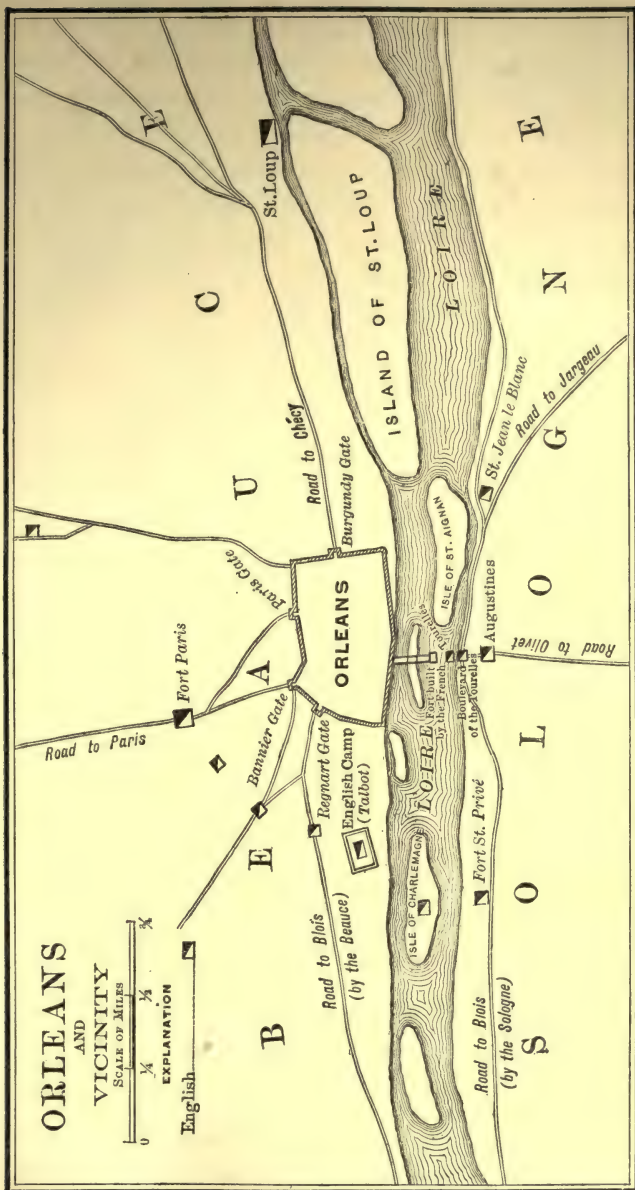 ORLEANS
AND
VICINITY
SCALE OF MILES
0 ¼ ½ ¾
EXPLANATION
English
BEAUCE
Road to Paris
Fort Paris
Paris Gate
Bannier Gate
Regnart Gate
English Camp
(Talbot)
Road to Blois
(by the Beauce)
ORLEANS
Burgundy Gate
Road to Chécy
St. Loup
ISLAND OF ST. LOUP
LOIRE
LOIRE
ISLE OF CHARLEMAGNE
ISLE OF ST. AIGNAN
Fort built
by the French
Tourelles
Boulevard
of the Tourelles
Augustines
St. Jean le Blanc
Road to Jargeau
Road to Olivet
Fort St. Privé
Road to Blois
(by the Sologne)
SOLOGNE